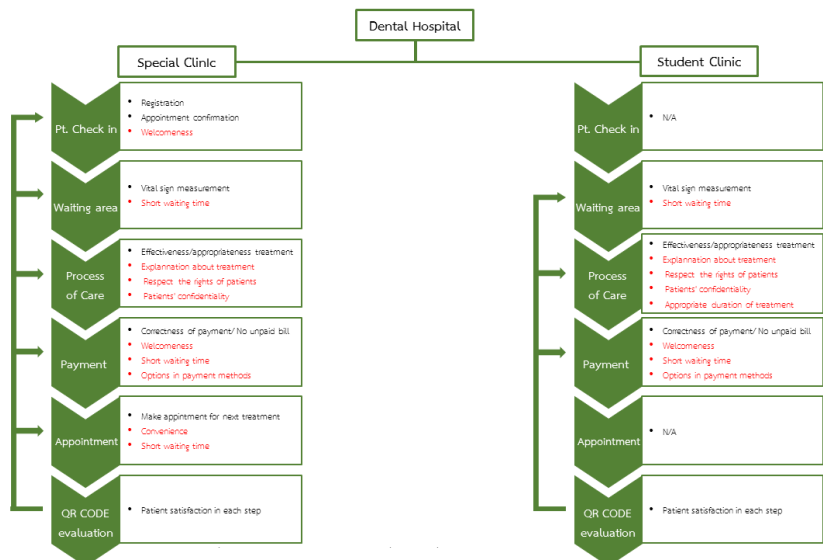 Dental Hospital
Special Clinic
Pt. Check in
• Registration
• Appointment confirmation
• Welcomeness
Waiting area
• Vital sign measurement
• Short waiting time
Process
of Care
• Effectiveness/appropriateness treatment
• Explannation about treatment
• Respect the rights of patients
• Patients' confidentiality
Payment
• Correctness of payment/ No unpaid bill
• Welcomeness
• Short waiting time
• Options in payment methods
Appointment
• Make appintment for next treatment
• Convenience
• Short waiting time
QR CODE
evaluation
• Patient satisfaction in each step
Student Clinic
Pt. Check in
• N/A
Waiting area
• Vital sign measurement
• Short waiting time
Process
of Care
• Effectiveness/appropriateness treatment
• Explannation about treatment
• Respect the rights of patients
• Patients' confidentiality
• Appropriate duration of treatment
Payment
• Correctness of payment/ No unpaid bill
• Welcomeness
• Short waiting time
• Options in payment methods
Appointment
• N/A
QR CODE
evaluation
• Patient satisfaction in each step